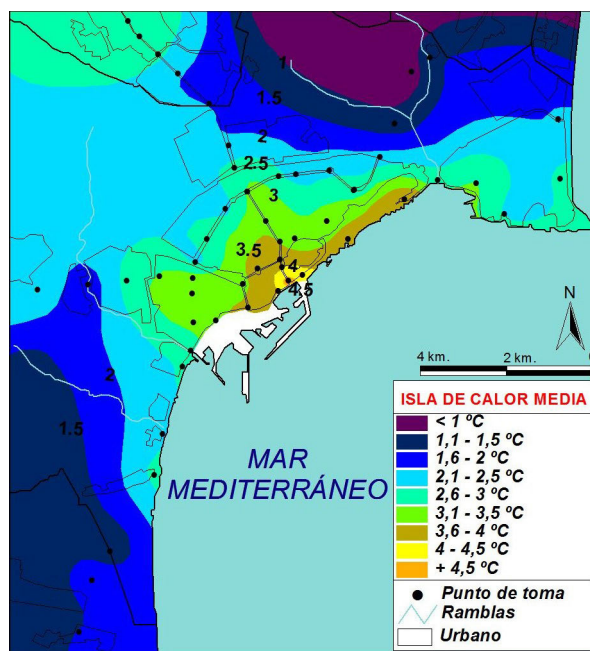 1
1.5
2
2.5
3
3.5
4
4.5
2
1.5
N
4 km. 2 km. 0
MAR
MEDITERRÁNEO
ISLA DE CALOR MEDIA
< 1 ºC
1,1 - 1,5 ºC
1,6 - 2 ºC
2,1 - 2,5 ºC
2,6 - 3 ºC
3,1 - 3,5 ºC
3,6 - 4 ºC
4 - 4,5 ºC
+ 4,5 ºC
Punto de toma
Ramblas
Urbano